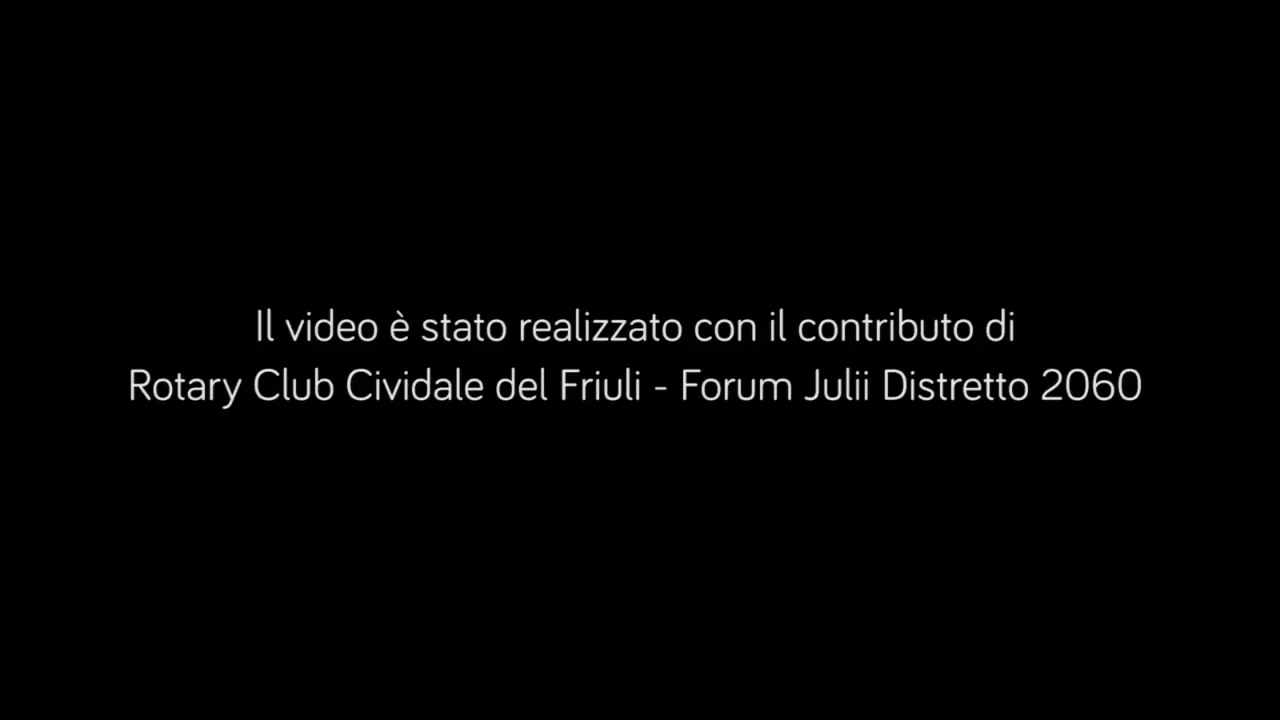 Il video è stato realizzato con il contributo di
Rotary Club Cividale del Friuli - Forum Julii Distretto 2060